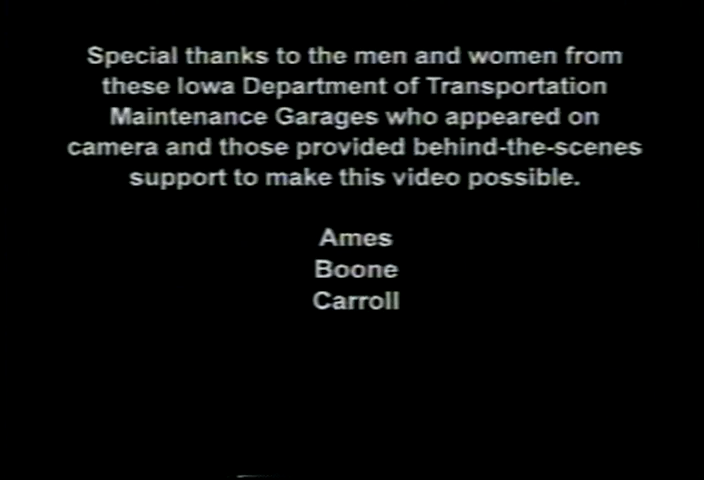 Special thanks to the men and women from
these Iowa Department of Transportation
Maintenance Garages who appeared on
camera and those provided behind-the-scenes
support to make this video possible.
Ames
Boone
Carroll